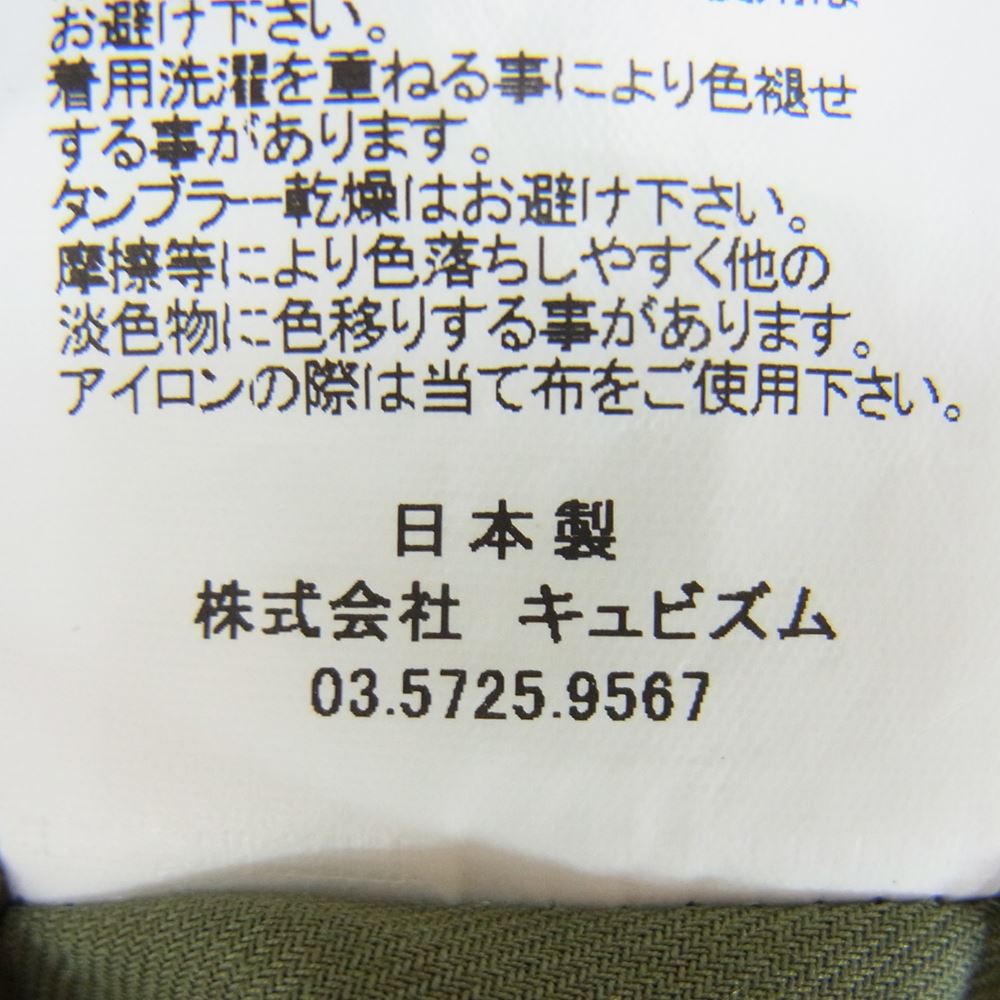 お避け下さい。
着用洗濯を重ねる事により色褪せ
する事があります。
タンブラー乾燥はお避け下さい。
摩擦等により色落ちしやすく他の
淡色物に色移りする事があります。
アイロンの際は当て布をご使用下さい。
日本製
株式会社 キュビズム
03.5725.9567